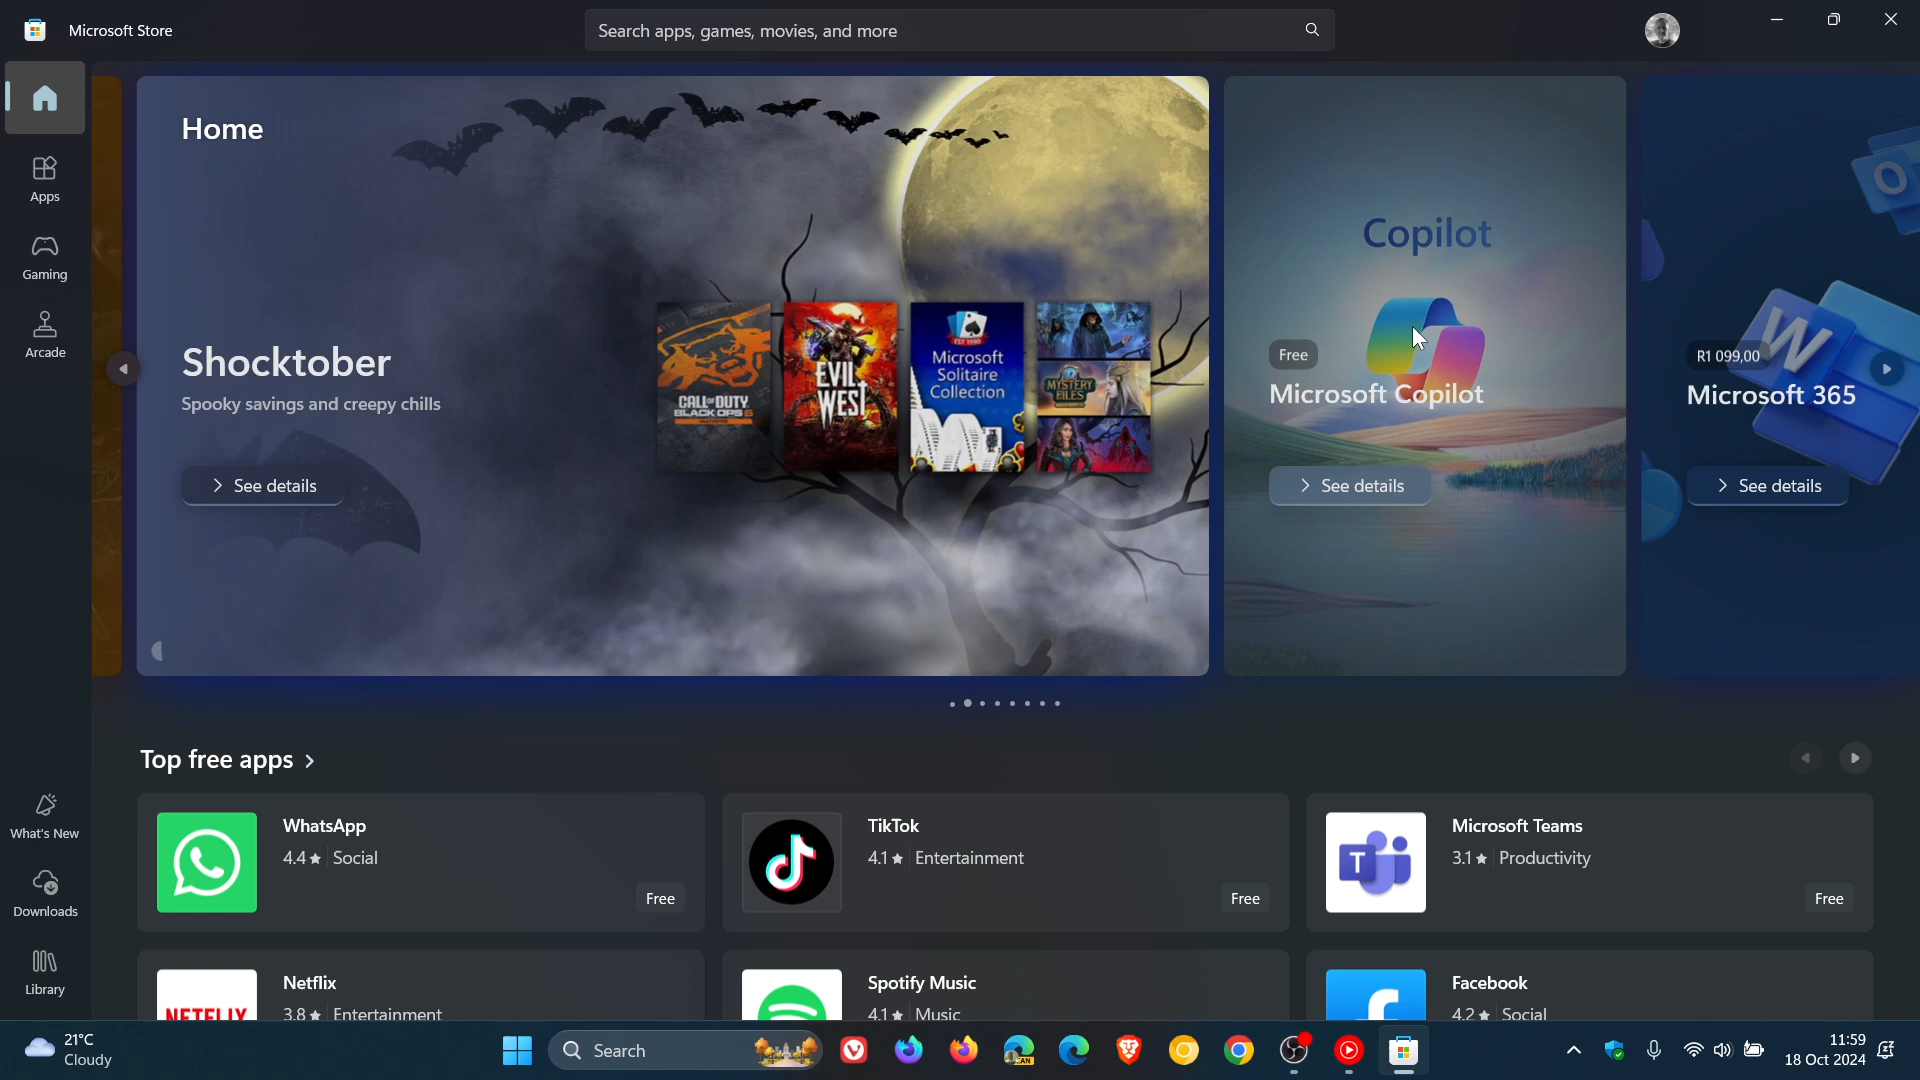 Microsoft Store
Search apps, games, movies, and more
Home
Apps
Gaming
Arcade
Shocktober
Spooky savings and creepy chills
See details
CALL OF DUTY
BLACK OPS 6
EVIL
WEST
EST 1990
Microsoft
Solitaire
Collection
MYSTERY
FILES
Copilot
Free
Microsoft Copilot
See details
R1 099,00
Microsoft 365
See details
Top free apps
WhatsApp
4.4 ★ Social
Free
TikTok
4.1 ★ Entertainment
Free
Microsoft Teams
3.1 ★ Productivity
Free
Netflix
3.8 ★ Entertainment
NETFLIX
Spotify Music
4.1 ★ Music
Facebook
4.2 ★ Social
What's New
Downloads
Library
21°C
Cloudy
Search
CAN
11:59
18 Oct 2024